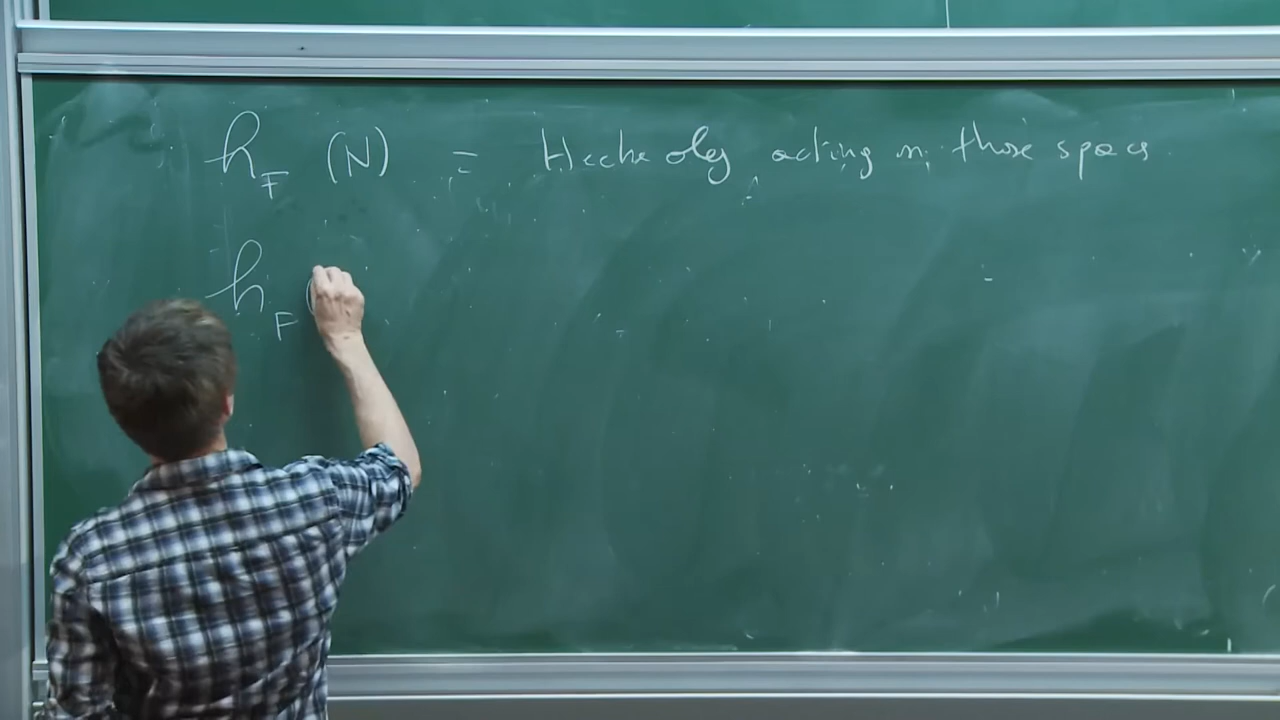 h_F (N) = Hecke alg acting on those spaces
h_F (